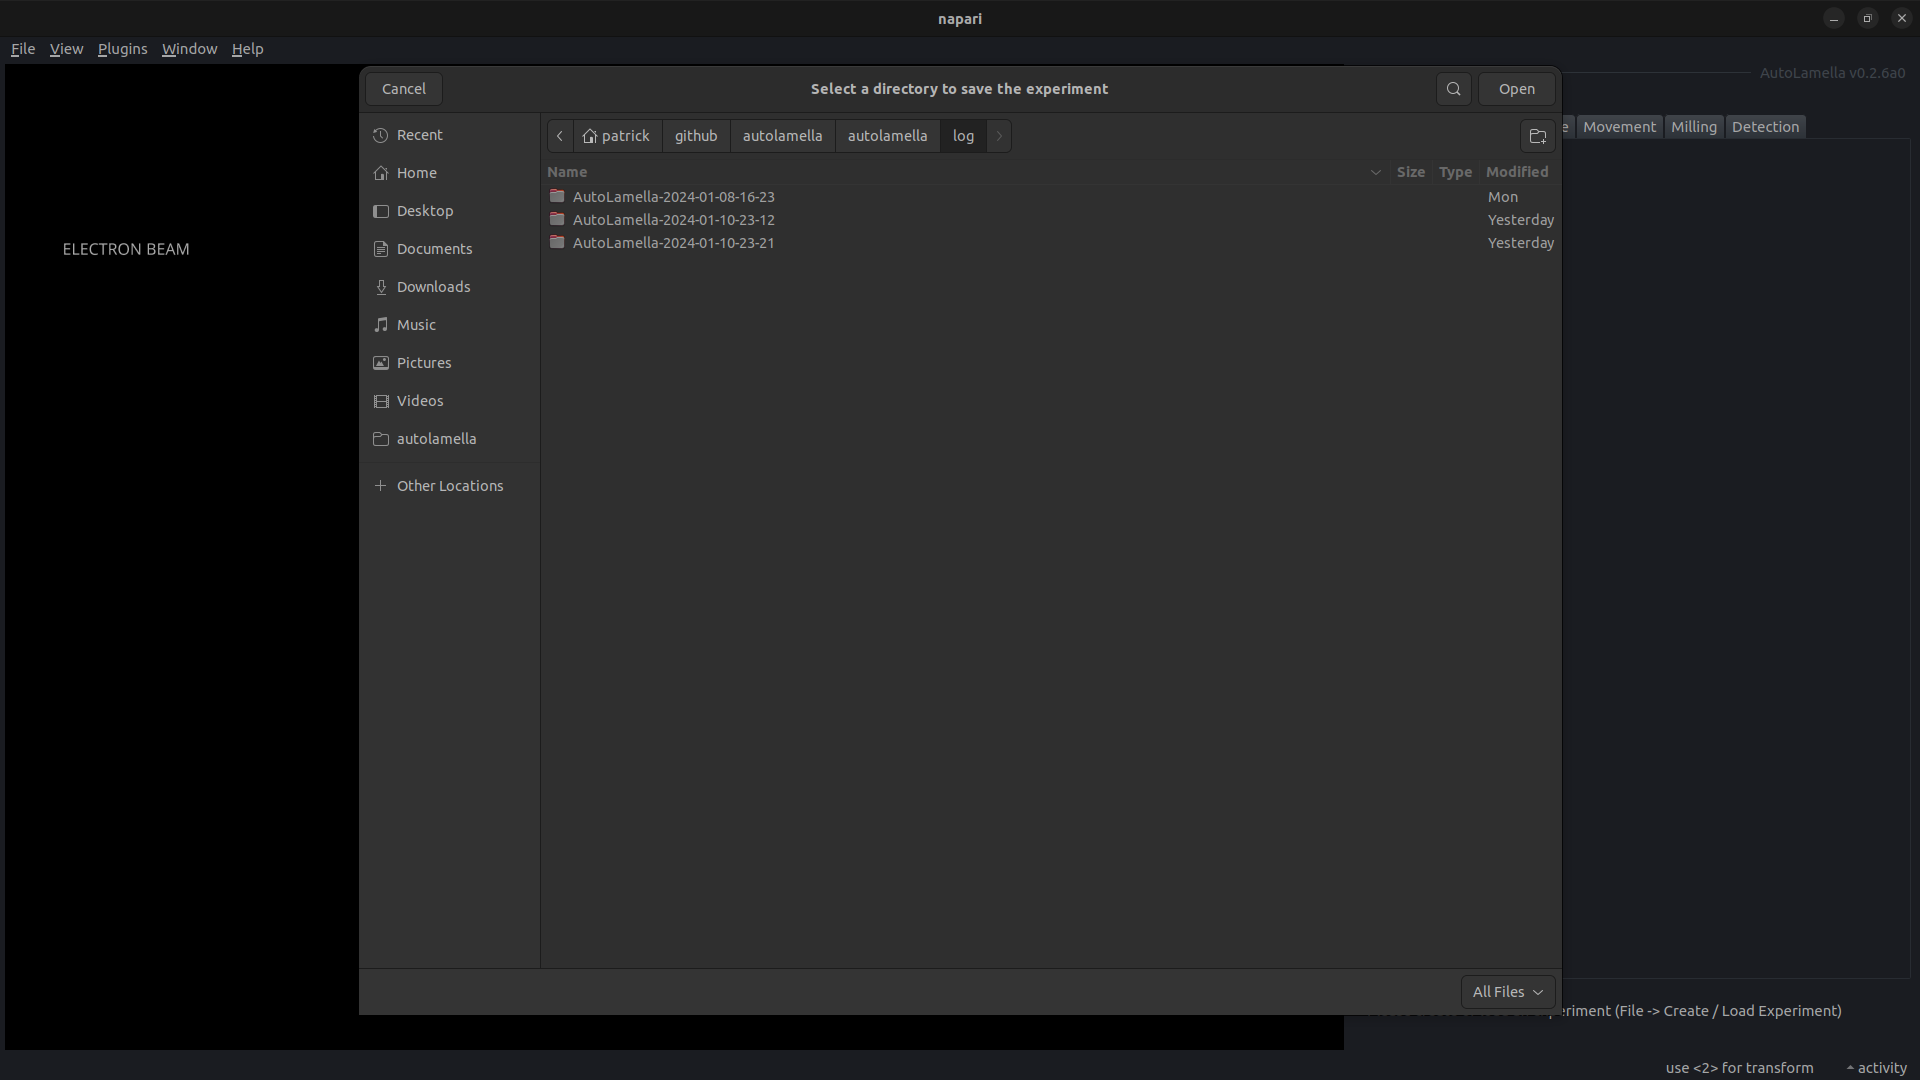 napari
File View Plugins Window Help
Cancel Select a directory to save the experiment Open
AutoLamella v0.2.6a0
Movement Milling Detection
Recent
Home
Desktop
Documents
Downloads
Music
Pictures
Videos
autolamella
Other Locations
patrick github autolamella autolamella log
Name Size Type Modified
AutoLamella-2024-01-08-16-23 Mon
AutoLamella-2024-01-10-23-12 Yesterday
AutoLamella-2024-01-10-23-21 Yesterday
ELECTRON BEAM
All Files
(File -> Create / Load Experiment)
use <2> for transform activity